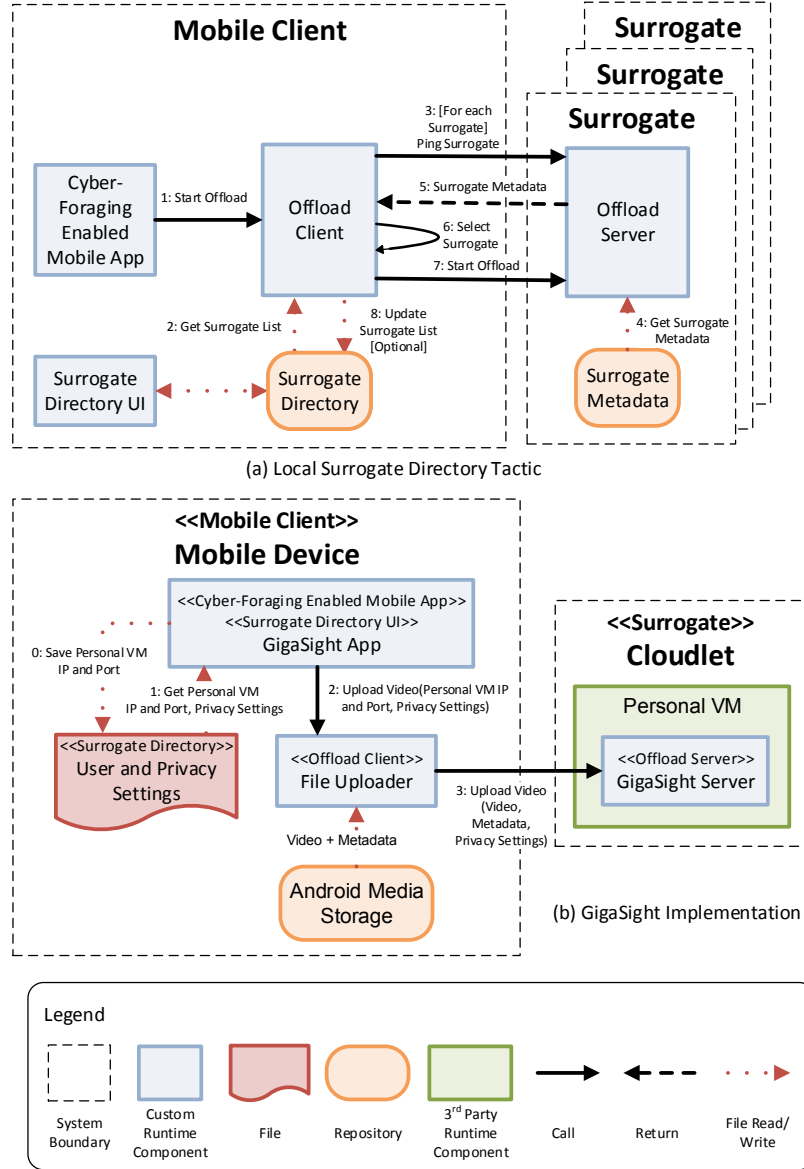 Mobile Client
Surrogate
Surrogate
Surrogate
Cyber-
Foraging
Enabled
Mobile App
1: Start Offload
Offload
Client
3: [For each
Surrogate]
Ping Surrogate
5: Surrogate Metadata
6: Select
Surrogate
7: Start Offload
Offload
Server
2: Get Surrogate List
8: Update
Surrogate List
[Optional]
4: Get Surrogate
Metadata
Surrogate
Directory UI
Surrogate
Directory
Surrogate
Metadata
(a) Local Surrogate Directory Tactic
<<Mobile Client>>
Mobile Device
<<Cyber-Foraging Enabled Mobile App>>
<<Surrogate Directory UI>>
GigaSight App
0: Save Personal VM
IP and Port
1: Get Personal VM
IP and Port, Privacy Settings
2: Upload Video(Personal VM IP
and Port, Privacy Settings)
<<Surrogate Directory>>
User and Privacy
Settings
<<Offload Client>>
File Uploader
3: Upload Video
(Video,
Metadata,
Privacy Settings)
Video + Metadata
Android Media
Storage
<<Surrogate>>
Cloudlet
Personal VM
<<Offload Server>>
GigaSight Server
(b) GigaSight Implementation
Legend
System
Boundary
Custom
Runtime
Component
File
Repository
3rd Party
Runtime
Component
Call
Return
File Read/
Write